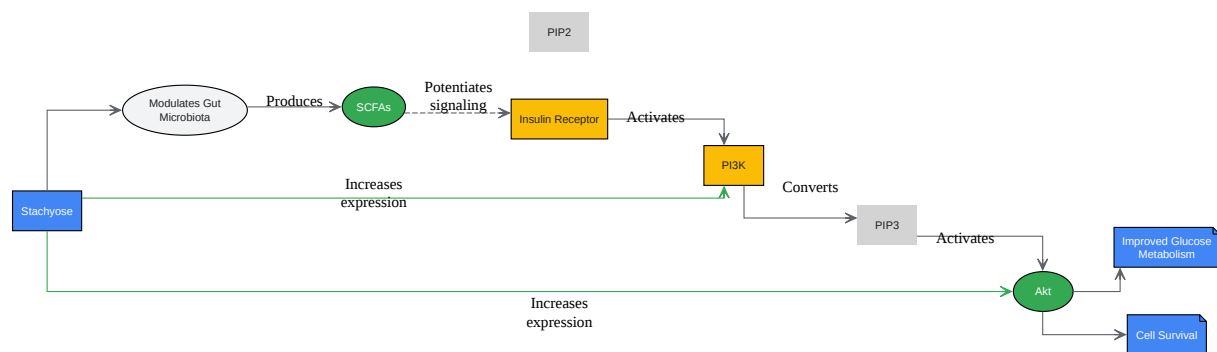 PIP2
Potentiates
signaling
Modulates Gut
Microbiota
Produces
SCFAs
Insulin Receptor
Activates
PI3K
Increases
expression
Converts
Stachyose
PIP3
Activates
Improved Glucose
Metabolism
Akt
Increases
expression
Cell Survival